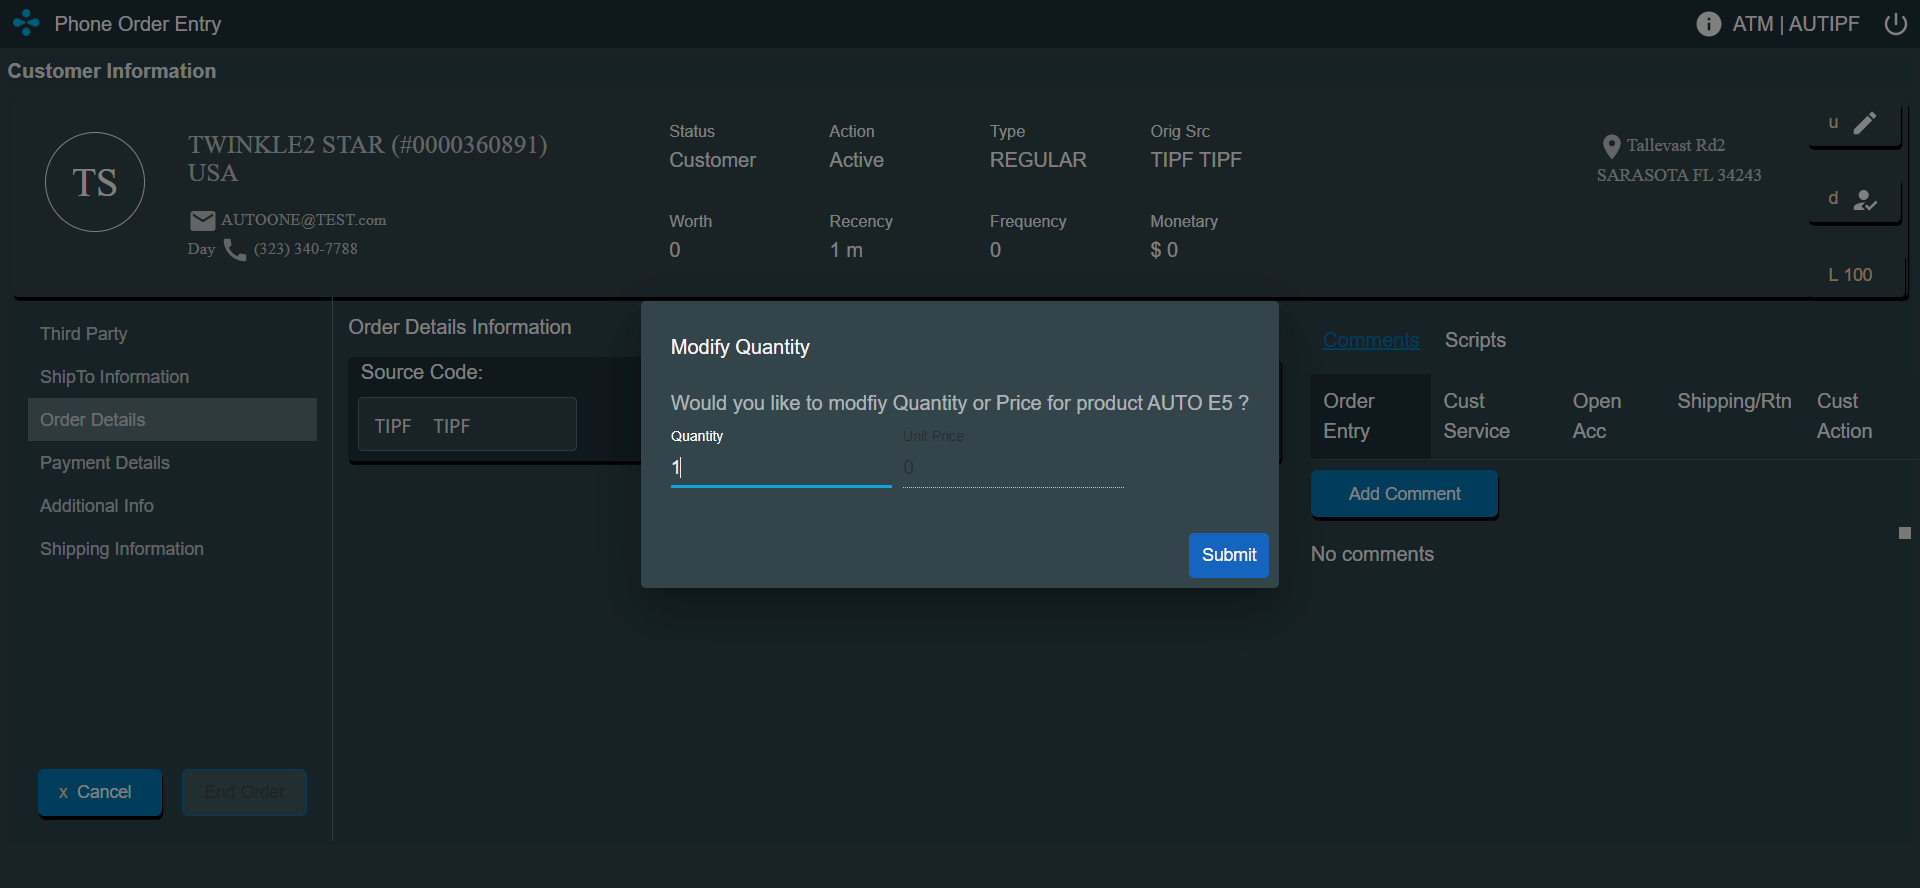 Phone Order Entry
ATM | AUTIPF
Customer Information
TS
TWINKLE2 STAR (#0000360891)
USA
AUTOONE@TEST.com
Day (323) 340-7788
Status
Customer
Action
Active
Type
REGULAR
Orig Src
TIPF TIPF
Worth
0
Recency
1 m
Frequency
0
Monetary
$ 0
Tallevast Rd2
SARASOTA FL 34243
u
d
L 100
Third Party
ShipTo Information
Order Details
Payment Details
Additional Info
Shipping Information
x Cancel
End Order
Order Details Information
Source Code:
TIPF TIPF
Modify Quantity
Would you like to modfiy Quantity or Price for product AUTO E5 ?
Quantity
1
Unit Price
0
Submit
Comments
Scripts
Order
Entry
Cust
Service
Open
Acc
Shipping/Rtn
Cust
Action
Add Comment
No comments